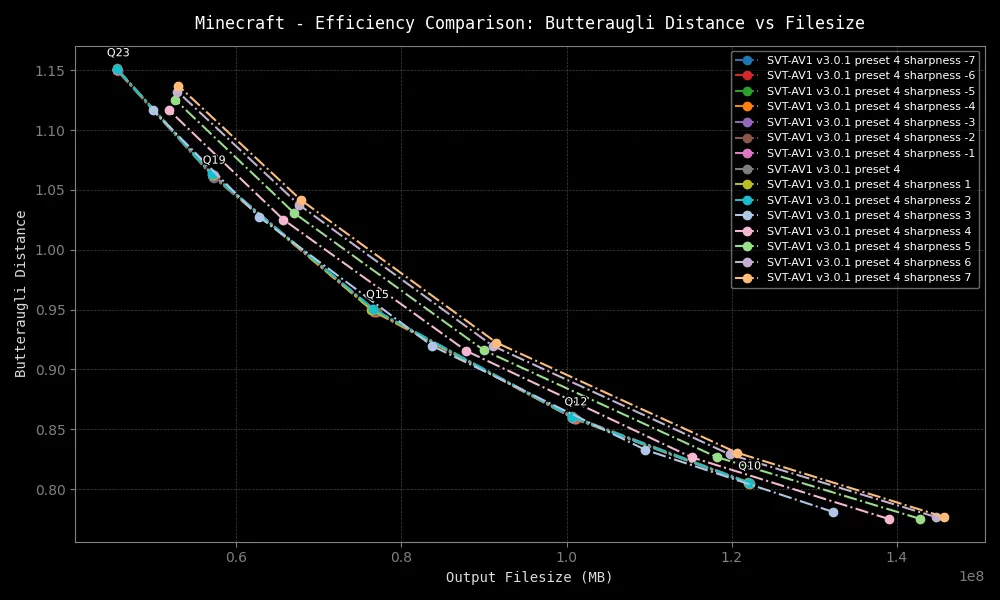 Minecraft - Efficiency Comparison: Butteraugli Distance vs Filesize
Q23
Q19
Q15
Q12
Q10
SVT-AV1 v3.0.1 preset 4 sharpness -7
SVT-AV1 v3.0.1 preset 4 sharpness -6
SVT-AV1 v3.0.1 preset 4 sharpness -5
SVT-AV1 v3.0.1 preset 4 sharpness -4
SVT-AV1 v3.0.1 preset 4 sharpness -3
SVT-AV1 v3.0.1 preset 4 sharpness -2
SVT-AV1 v3.0.1 preset 4 sharpness -1
SVT-AV1 v3.0.1 preset 4
SVT-AV1 v3.0.1 preset 4 sharpness 1
SVT-AV1 v3.0.1 preset 4 sharpness 2
SVT-AV1 v3.0.1 preset 4 sharpness 3
SVT-AV1 v3.0.1 preset 4 sharpness 4
SVT-AV1 v3.0.1 preset 4 sharpness 5
SVT-AV1 v3.0.1 preset 4 sharpness 6
SVT-AV1 v3.0.1 preset 4 sharpness 7
Butteraugli Distance
1.15
1.10
1.05
1.00
0.95
0.90
0.85
0.80
0.6
0.8
1.0
1.2
1.4
1e8
Output Filesize (MB)